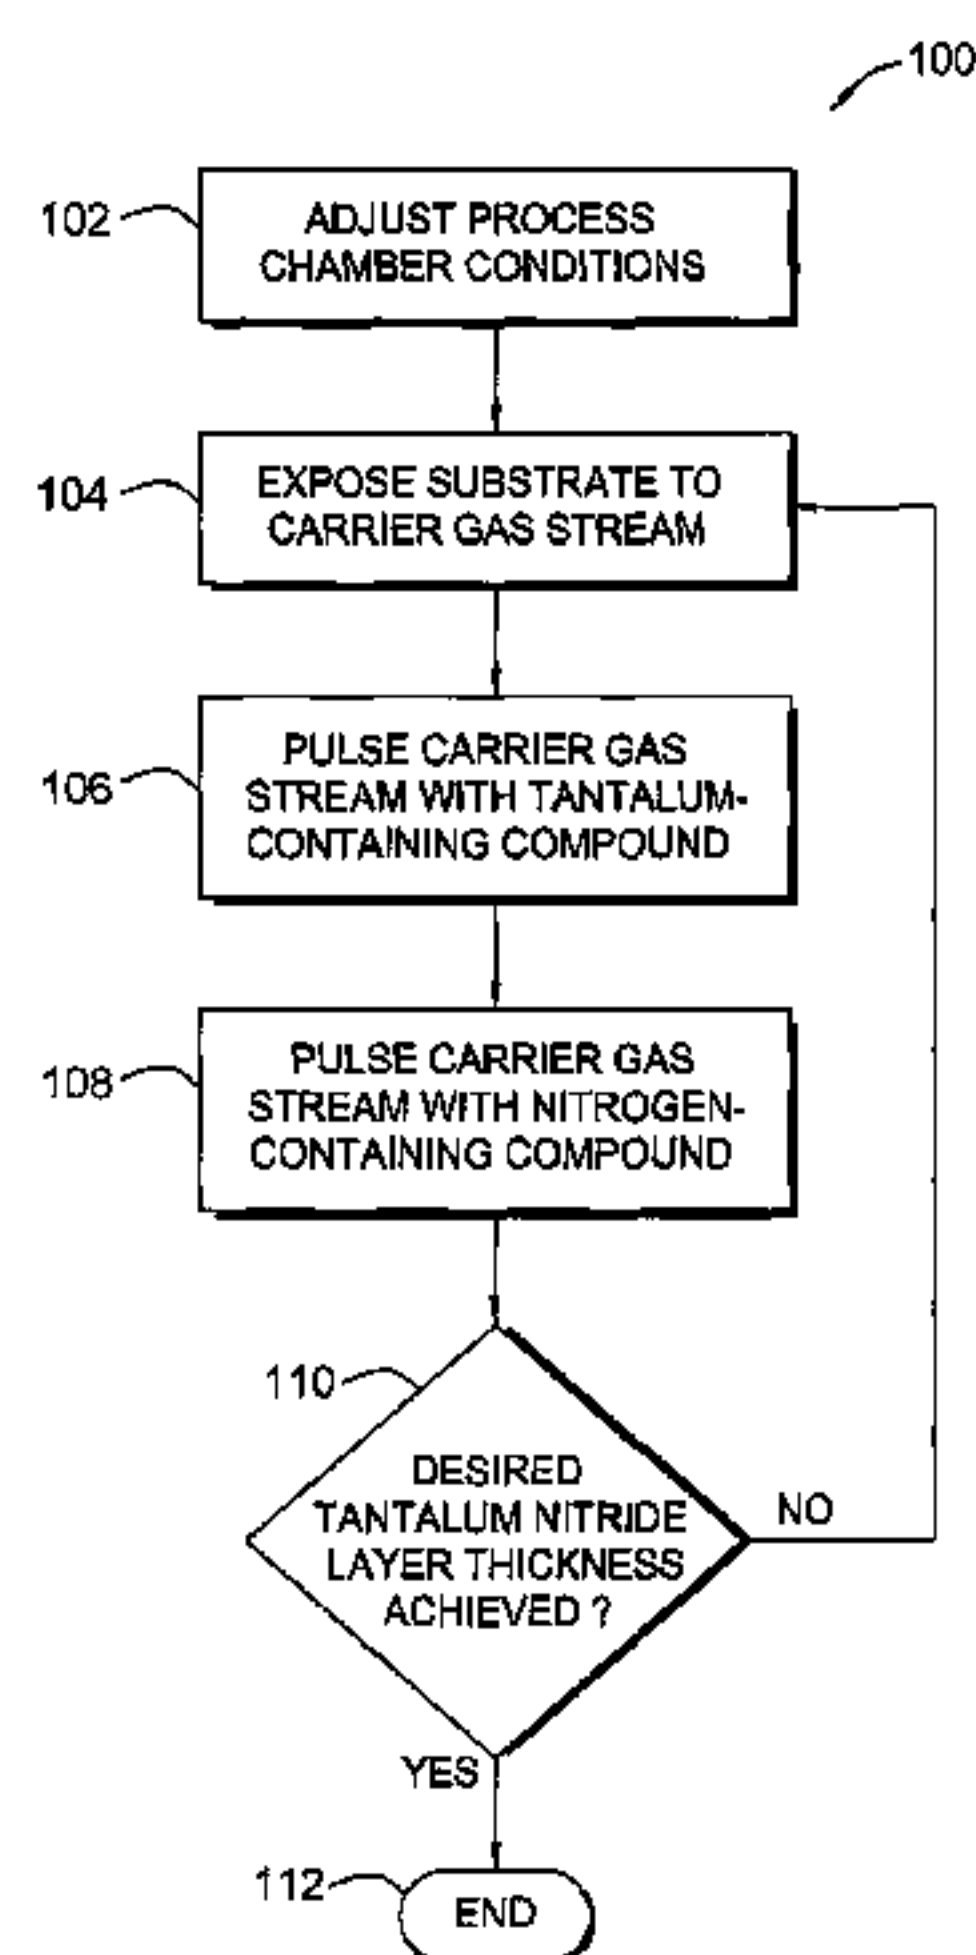 100
102
ADJUST PROCESS
CHAMBER CONDITIONS
104
EXPOSE SUBSTRATE TO
CARRIER GAS STREAM
106
PULSE CARRIER GAS
STREAM WITH TANTALUM-
CONTAINING COMPOUND
108
PULSE CARRIER GAS
STREAM WITH NITROGEN-
CONTAINING COMPOUND
110
DESIRED
TANTALUM NITRIDE
LAYER THICKNESS
ACHIEVED ?
NO
YES
112
END